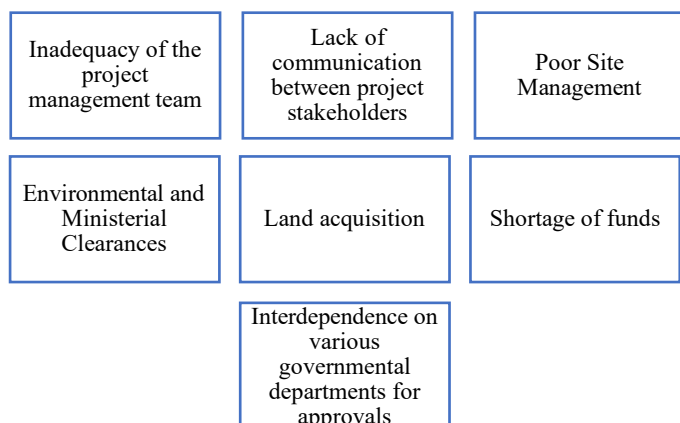 Inadequacy of the
project
management team
Lack of
communication
between project
stakeholders
Poor Site
Management
Environmental and
Ministerial
Clearances
Land acquisition
Shortage of funds
Interdependence on
various
governmental
departments for
approvals